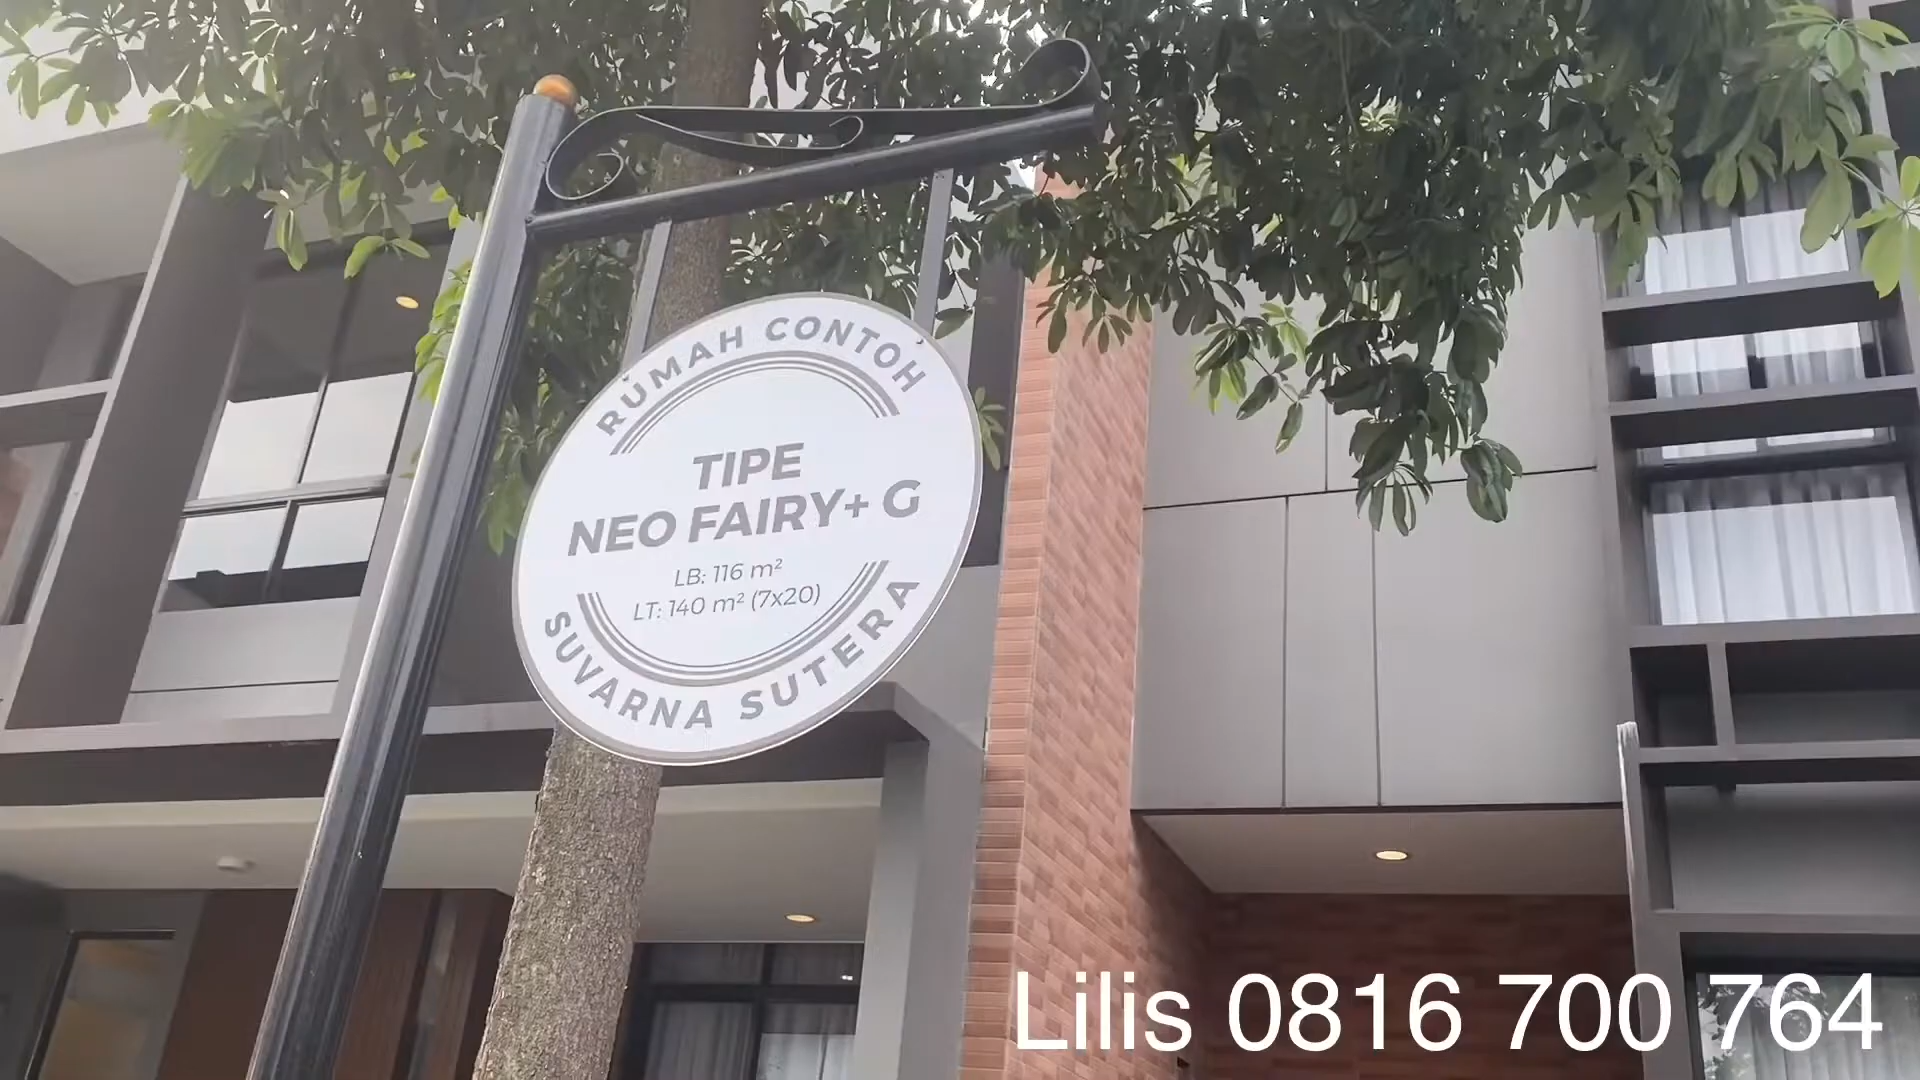 RUMAH CONTOH
TIPE
NEO FAIRY+ G
LB: 116 m²
LT: 140 m² (7x20)
SUVARNA SUTERA
Lilis 0816 700 764